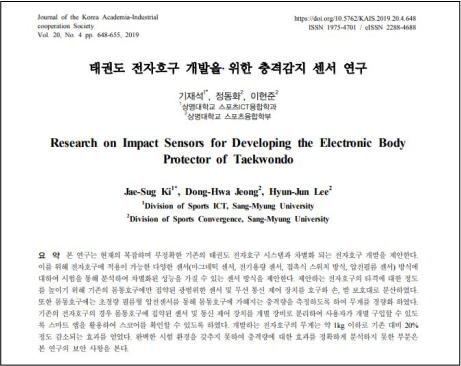 Journal of the Korea Academia-Industrial
cooperation Society
Vol. 20, No. 4 pp. 648-655, 2019
https://doi.org/10.5762/KAIS.2019.20.4.648
ISSN 1975-4701 / eISSN 2288-4688
태권도 전자호구 개발을 위한 충격감지 센서 연구
기재석1*, 정동화2, 이현준2
1상명대학교 스포츠ICT융합학과
2상명대학교 스포츠융합학부
Research on Impact Sensors for Developing the Electronic Body
Protector of Taekwondo
Jae-Sug Ki1*, Dong-Hwa Jeong2, Hyun-Jun Lee2
1Division of Sports ICT, Sang-Myung University
2Division of Sports Convergence, Sang-Myung University
요 약 본 연구는 현재의 복잡하며 부정확한 기존의 태권도 전자호구 시스템과 차별화 되는 전자호구 개발을 제안한다.
이를 위해 전자호구에 적용이 가능한 다양한 센서(마그네틱 센서, 전기용량 센서, 접촉식 스위치 방식, 압전필름 센서) 방식에
대하여 시험을 통해 분석하여 차별화된 성능을 가질 수 있는 센서 방식을 제안한다. 제안하는 전자호구의 타격에 대한 정도
를 높이기 위해 기존의 몸통호구에만 집약된 광범위한 센서 및 무선 통신 제어 장치를 호구와 손, 발 보호대로 분산하였다.
또한 몸통호구에는 초경량 필름형 압전센서를 통해 몸통호구에 가해지는 충격량을 측정하도록 하여 무게를 경량화 하였다.
기존의 전자호구의 경우 몸통호구에 집약된 센서 및 통신 제어 장치를 개별 장비로 분리하여 사용자가 개별 구입할 수 있도
록 스마트 앱을 활용하여 스코어를 확인할 수 있도록 하였다. 개발하는 전자호구의 무게는 약 1kg 이하로 기존 대비 20%
정도 감소되는 효과를 얻었다. 완벽한 시험 환경을 갖추지 못하여 충격량에 대한 효과를 정확하게 분석하지 못한 부분은
본 연구의 보안 사항을 본다.